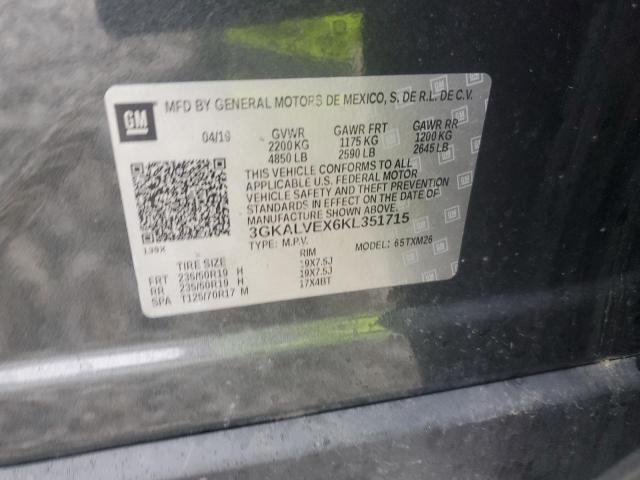 GM
MFD BY GENERAL MOTORS DE MEXICO, S. DE R.L. DE C.V.
04/19 GVWR GAWR FRT GAWR RR
2200 KG 1175 KG 1200 KG
4850 LB 2590 LB 2645 LB
THIS VEHICLE CONFORMS TO ALL
APPLICABLE U.S. FEDERAL MOTOR
VEHICLE SAFETY AND THEFT PREVENTION
STANDARDS IN EFFECT ON THE DATE OF
MANUFACTURE SHOWN ABOVE.
3GKALVEX6KL351715
139X TYPE: M.P.V. MODEL: 6STXM26
TIRE SIZE RIM
FRT 235/50R19 H 19X7.5J
RR 235/50R19 H 19X7.5J
SPA T125/70R17 M 17X4BT